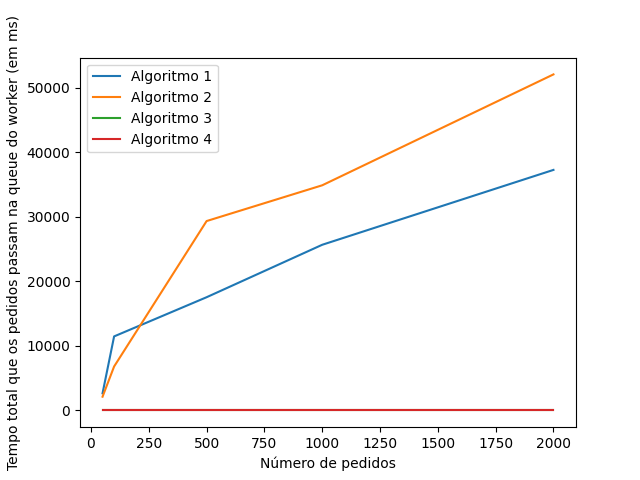 Tempo total que os pedidos passam na queue do worker (em ms)
50000
40000
30000
20000
10000
0
Algoritmo 1
Algoritmo 2
Algoritmo 3
Algoritmo 4
0 250 500 750 1000 1250 1500 1750 2000
Número de pedidos